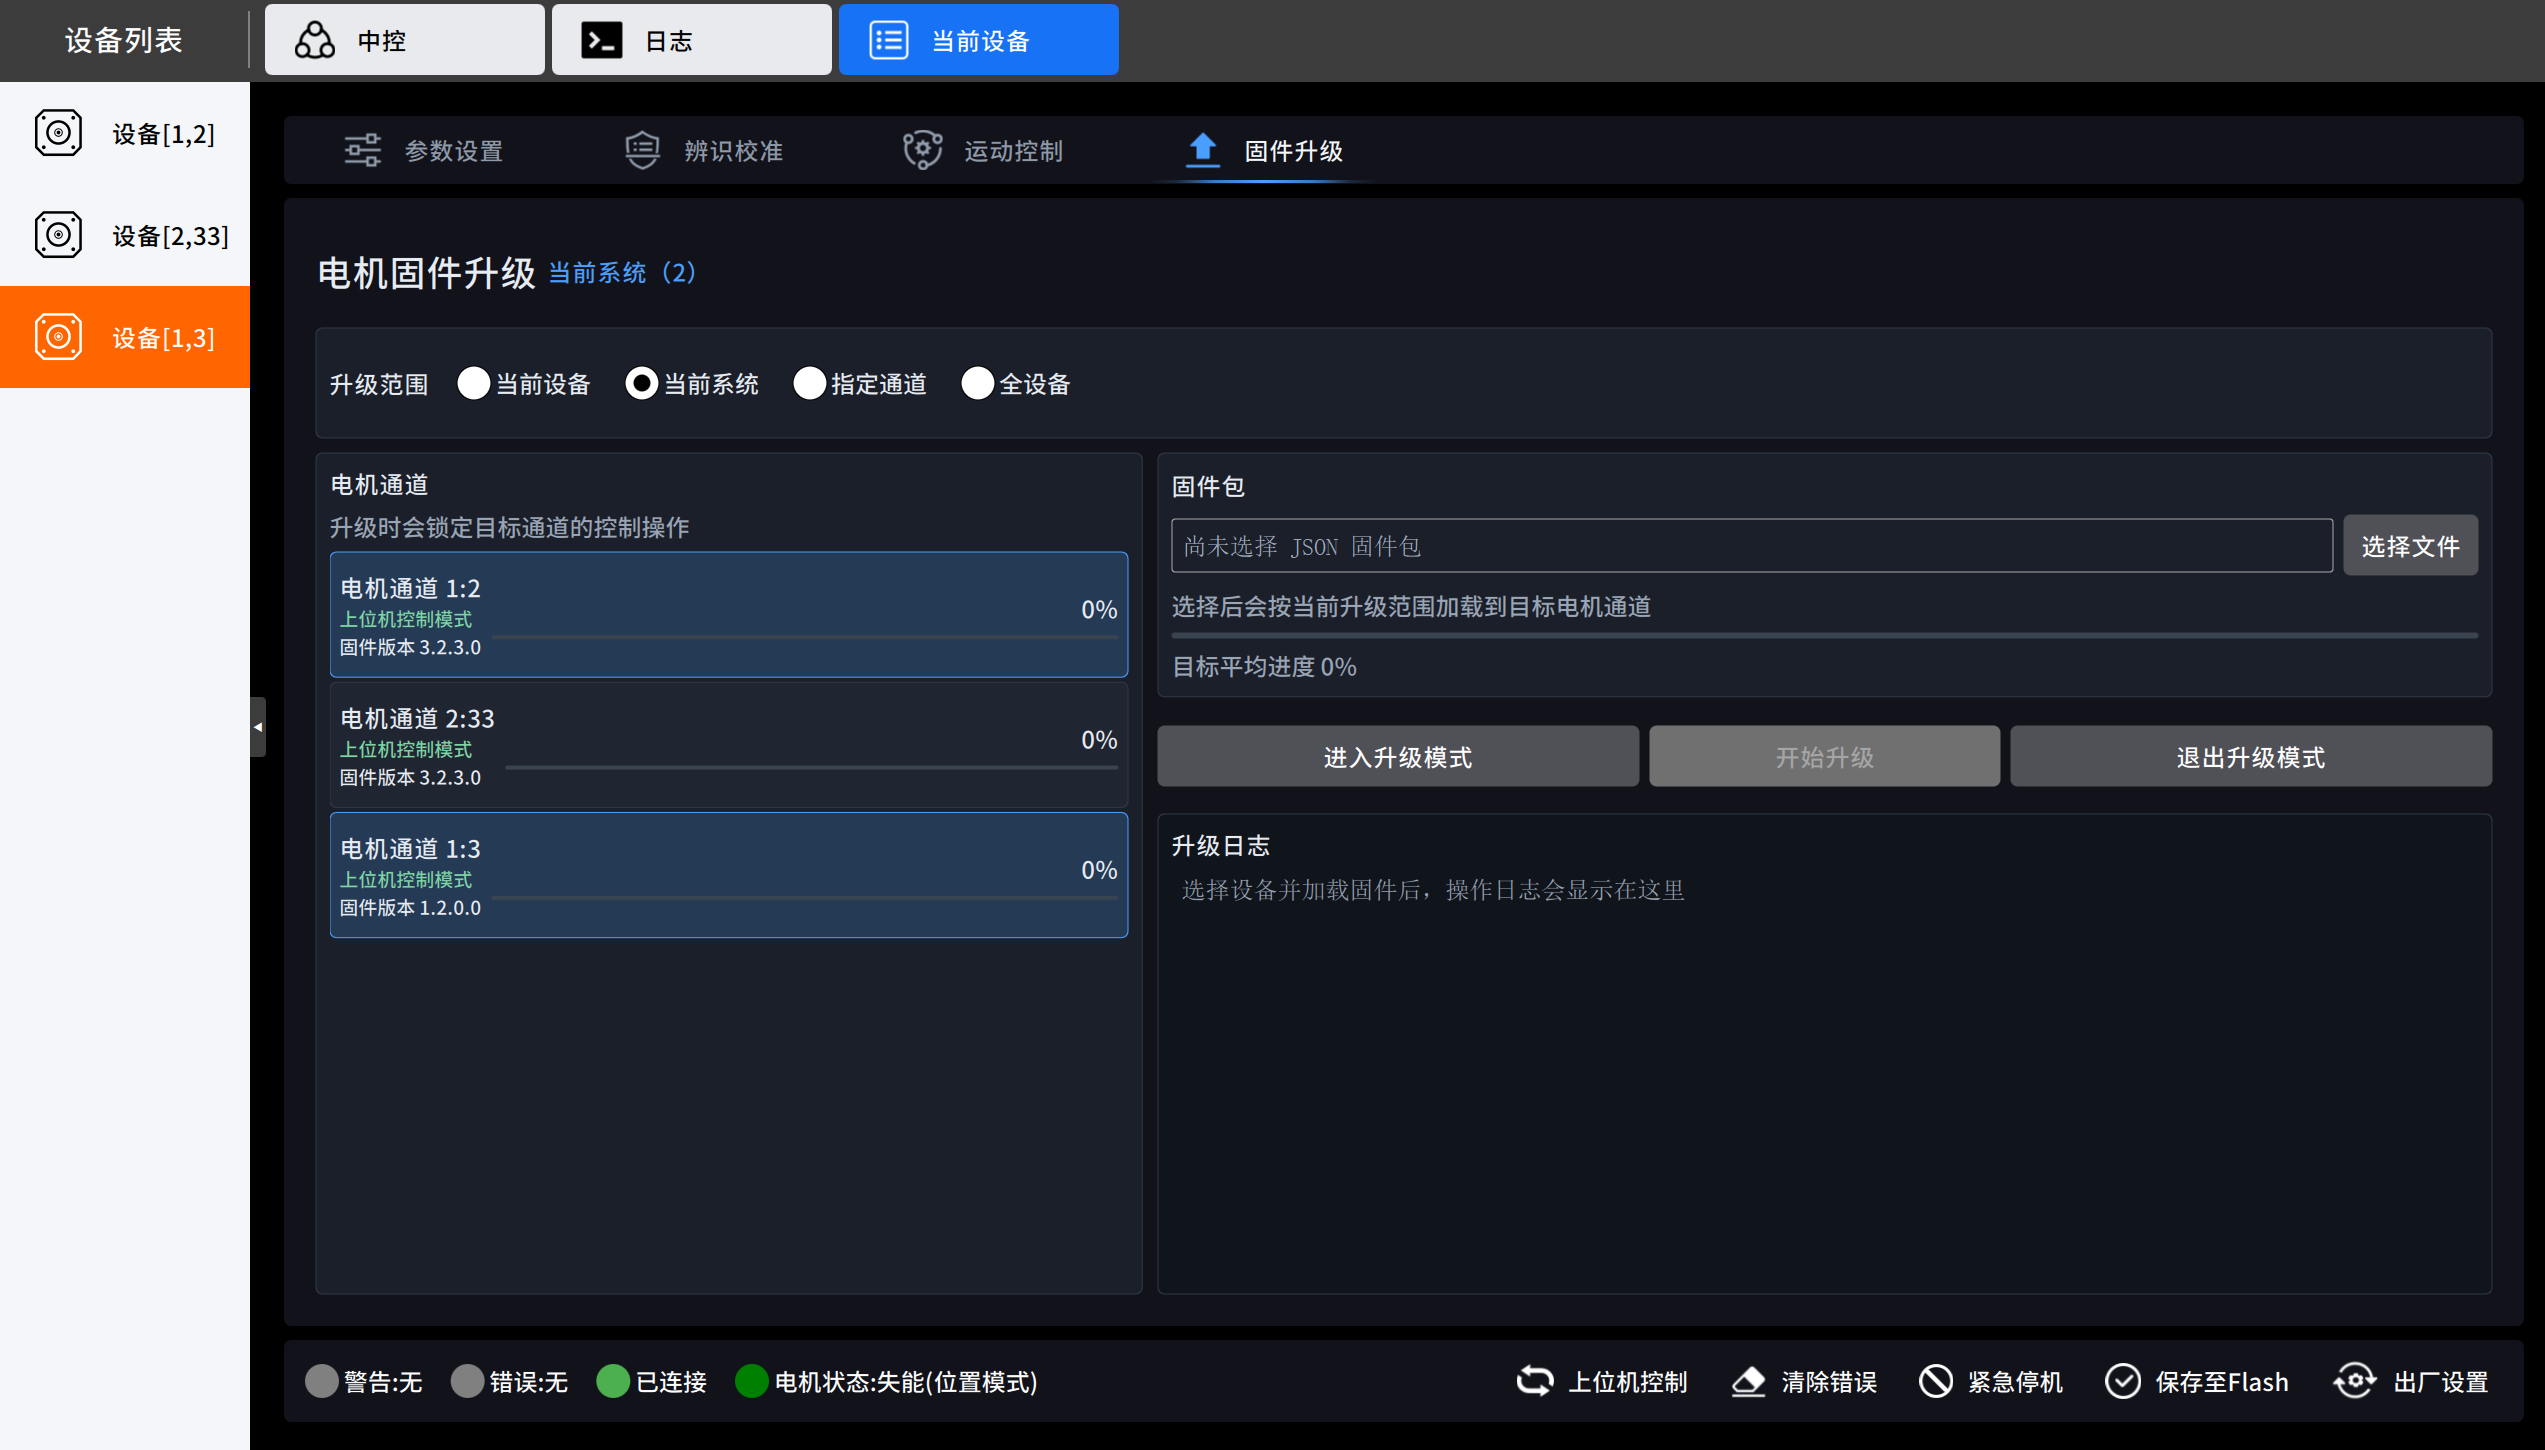 设备列表
中控
日志
当前设备
设备[1,2]
设备[2,33]
设备[1,3]
参数设置
辨识校准
运动控制
固件升级
电机固件升级 当前系统（2）
升级范围 当前设备 当前系统 指定通道 全设备
电机通道
升级时会锁定目标通道的控制操作
电机通道 1:2
上位机控制模式
固件版本 3.2.3.0
0%
电机通道 2:33
上位机控制模式
固件版本 3.2.3.0
0%
电机通道 1:3
上位机控制模式
固件版本 1.2.0.0
0%
固件包
尚未选择 JSON 固件包
选择文件
选择后会按当前升级范围加载到目标电机通道
目标平均进度 0%
进入升级模式
开始升级
退出升级模式
升级日志
选择设备并加载固件后，操作日志会显示在这里
警告:无
错误:无
已连接
电机状态:失能(位置模式)
上位机控制
清除错误
紧急停机
保存至Flash
出厂设置